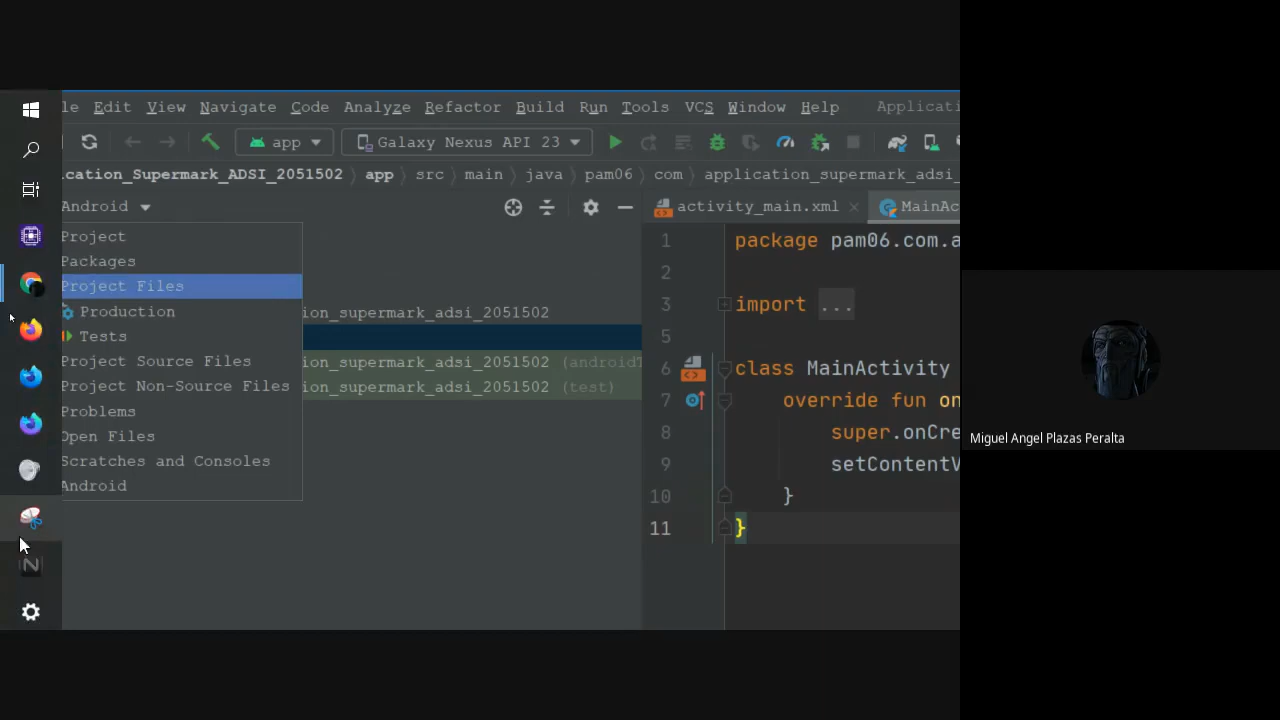 le Edit View Navigate Code Analyze Refactor Build Run Tools VCS Window Help Applicati
app Galaxy Nexus API 23
ication_Supermark_ADSI_2051502 app src main java pam06 com application_supermark_adsi_
Android
activity_main.xml MainAc
Project
Packages
Project Files
Production
Tests
Project Source Files
Project Non-Source Files
Problems
Open Files
Scratches and Consoles
Android
ion_supermark_adsi_2051502
ion_supermark_adsi_2051502 (androidT
ion_supermark_adsi_2051502 (test)
1 package pam06.com.a
2
3 import ...
5
6 class MainActivity
7 override fun on
8 super.onCre
9 setContentV
10 }
11 }
Miguel Angel Plazas Peralta